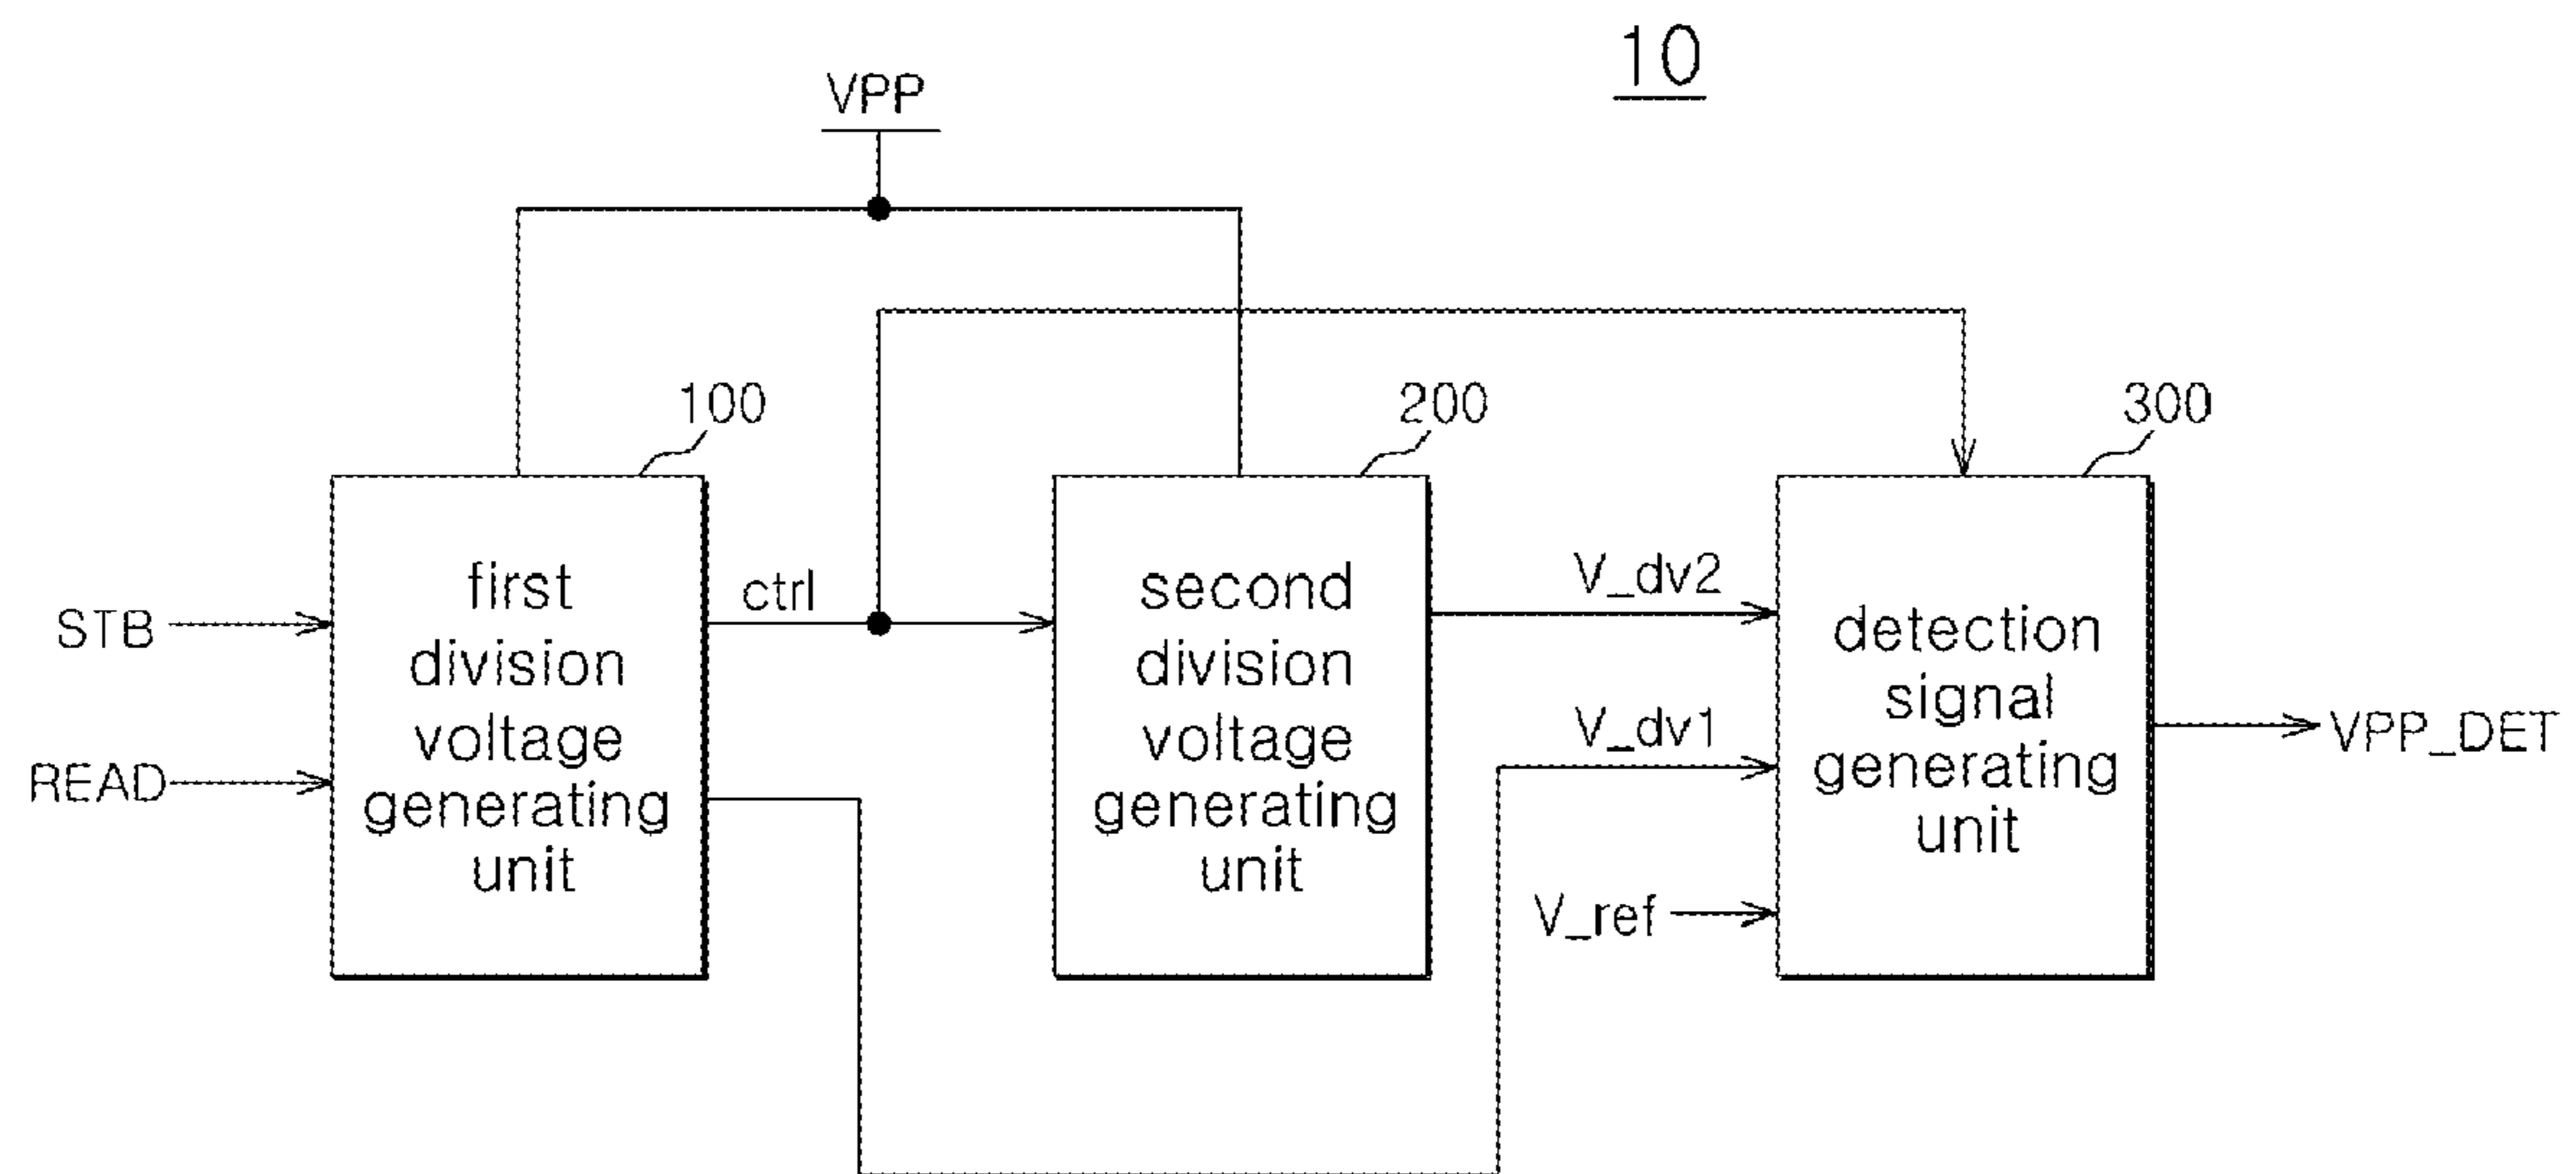 10
VPP
100
200
300
first
division
voltage
generating
unit
ctrl
second
division
voltage
generating
unit
V_dv2
V_dv1
V_ref
detection
signal
generating
unit
STB
READ
VPP_DET